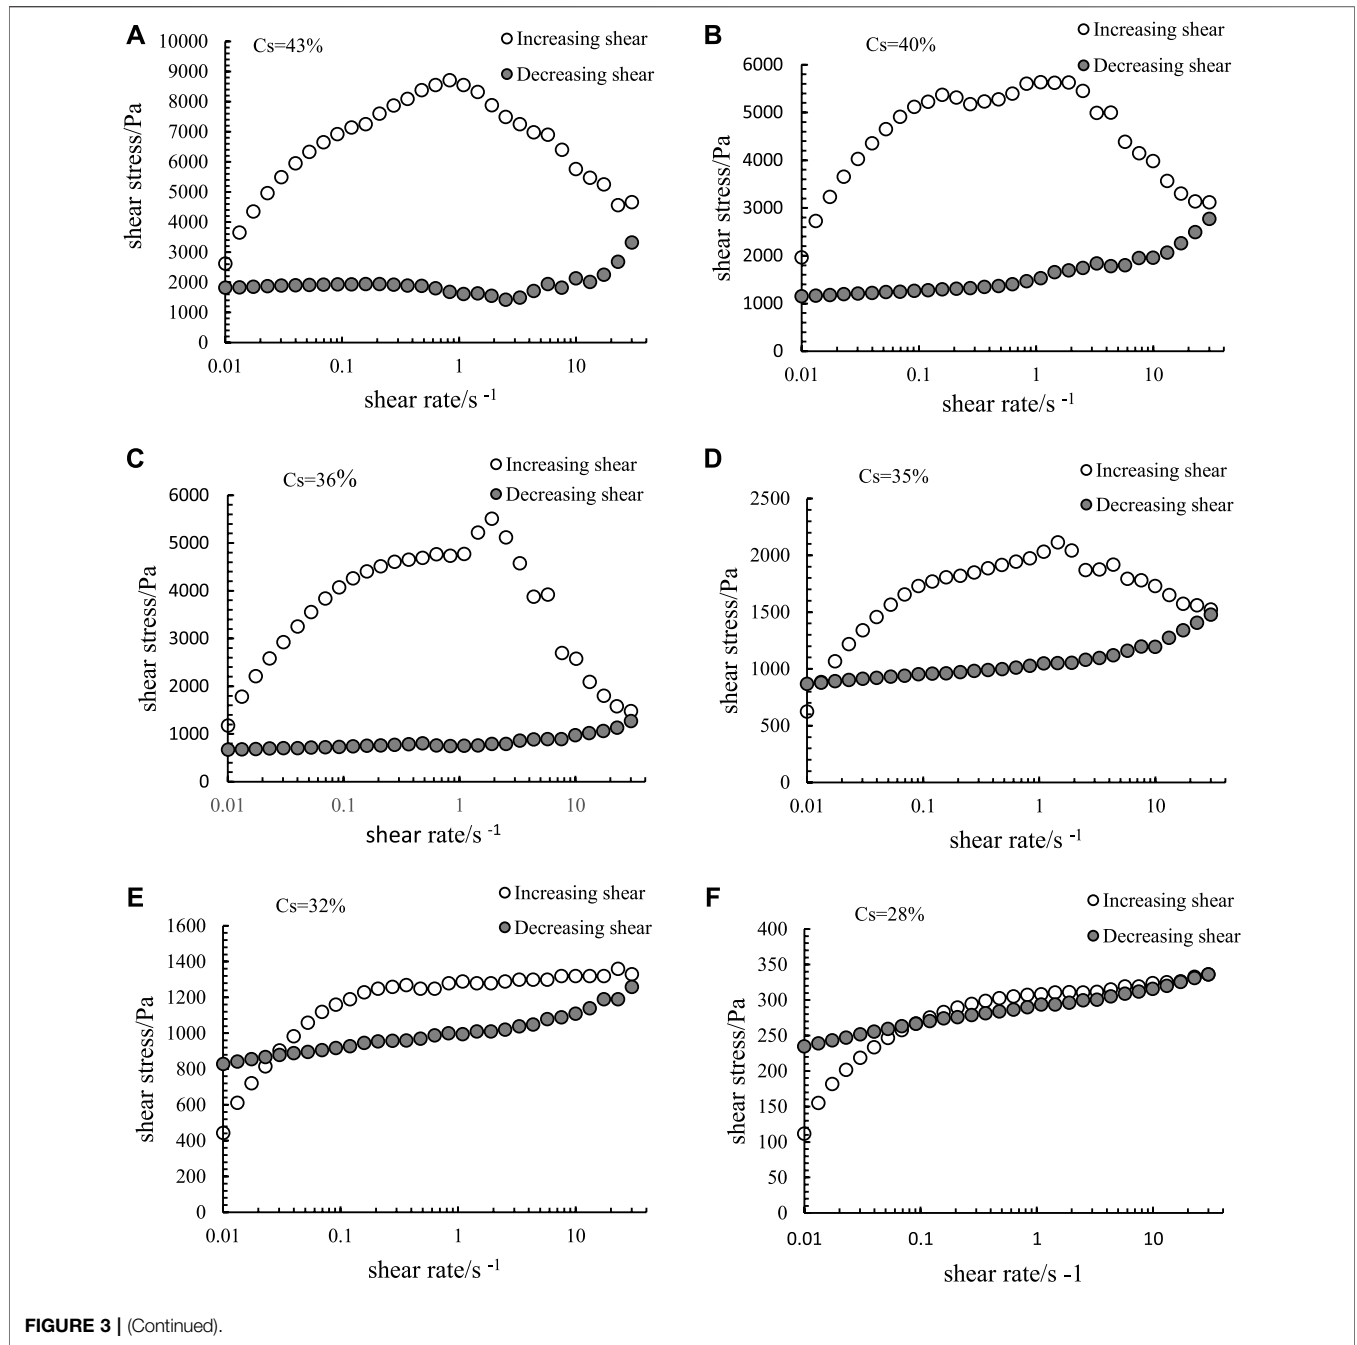 A
Cs=43%
Increasing shear
Decreasing shear
10000
9000
8000
7000
6000
5000
4000
3000
2000
1000
0
shear stress/Pa
0.01 0.1 1 10
shear rate/s -1
B
Cs=40%
Increasing shear
Decreasing shear
6000
5000
4000
3000
2000
1000
0
shear stress/Pa
0.01 0.1 1 10
shear rate/s -1
C
Cs=36%
Increasing shear
Decreasing shear
6000
5000
4000
3000
2000
1000
0
shear stress/Pa
0.01 0.1 1 10
shear rate/s -1
D
Cs=35%
Increasing shear
Decreasing shear
2500
2000
1500
1000
500
0
shear stress/Pa
0.01 0.1 1 10
shear rate/s -1
E
Cs=32%
Increasing shear
Decreasing shear
1600
1400
1200
1000
800
600
400
200
0
shear stress/Pa
0.01 0.1 1 10
shear rate/s -1
F
Cs=28%
Increasing shear
Decreasing shear
400
350
300
250
200
150
100
50
0
shear stress/Pa
0.01 0.1 1 10
shear rate/s -1
FIGURE 3 | (Continued).